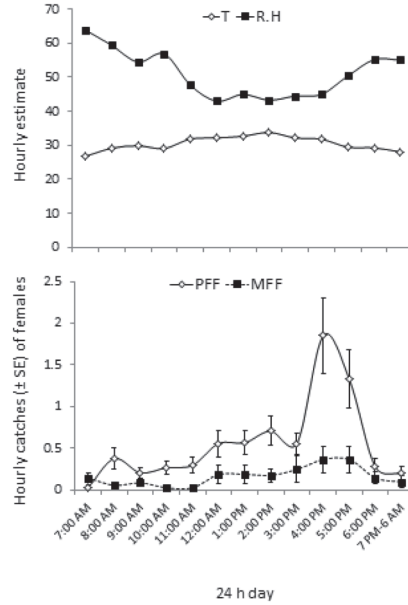 T R.H
70
60
50
40
30
20
10
0
Hourly estimate
PFF MFF
2.5
2
1.5
1
0.5
0
Hourly catches (± SE) of females
7:00 AM
8:00 AM
9:00 AM
10:00 AM
11:00 AM
12:00 AM
1:00 PM
2:00 PM
3:00 PM
4:00 PM
5:00 PM
6:00 PM
7 PM-6 AM
24 h day